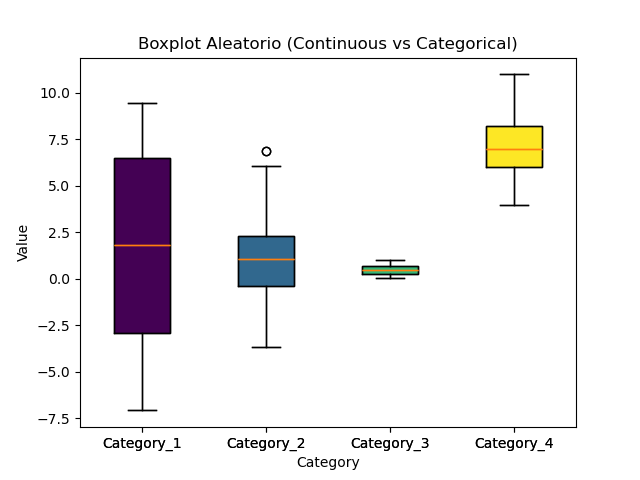 Boxplot Aleatorio (Continuous vs Categorical)
Value
10.0
7.5
5.0
2.5
0.0
−2.5
−5.0
−7.5
Category_1 Category_2 Category_3 Category_4
Category